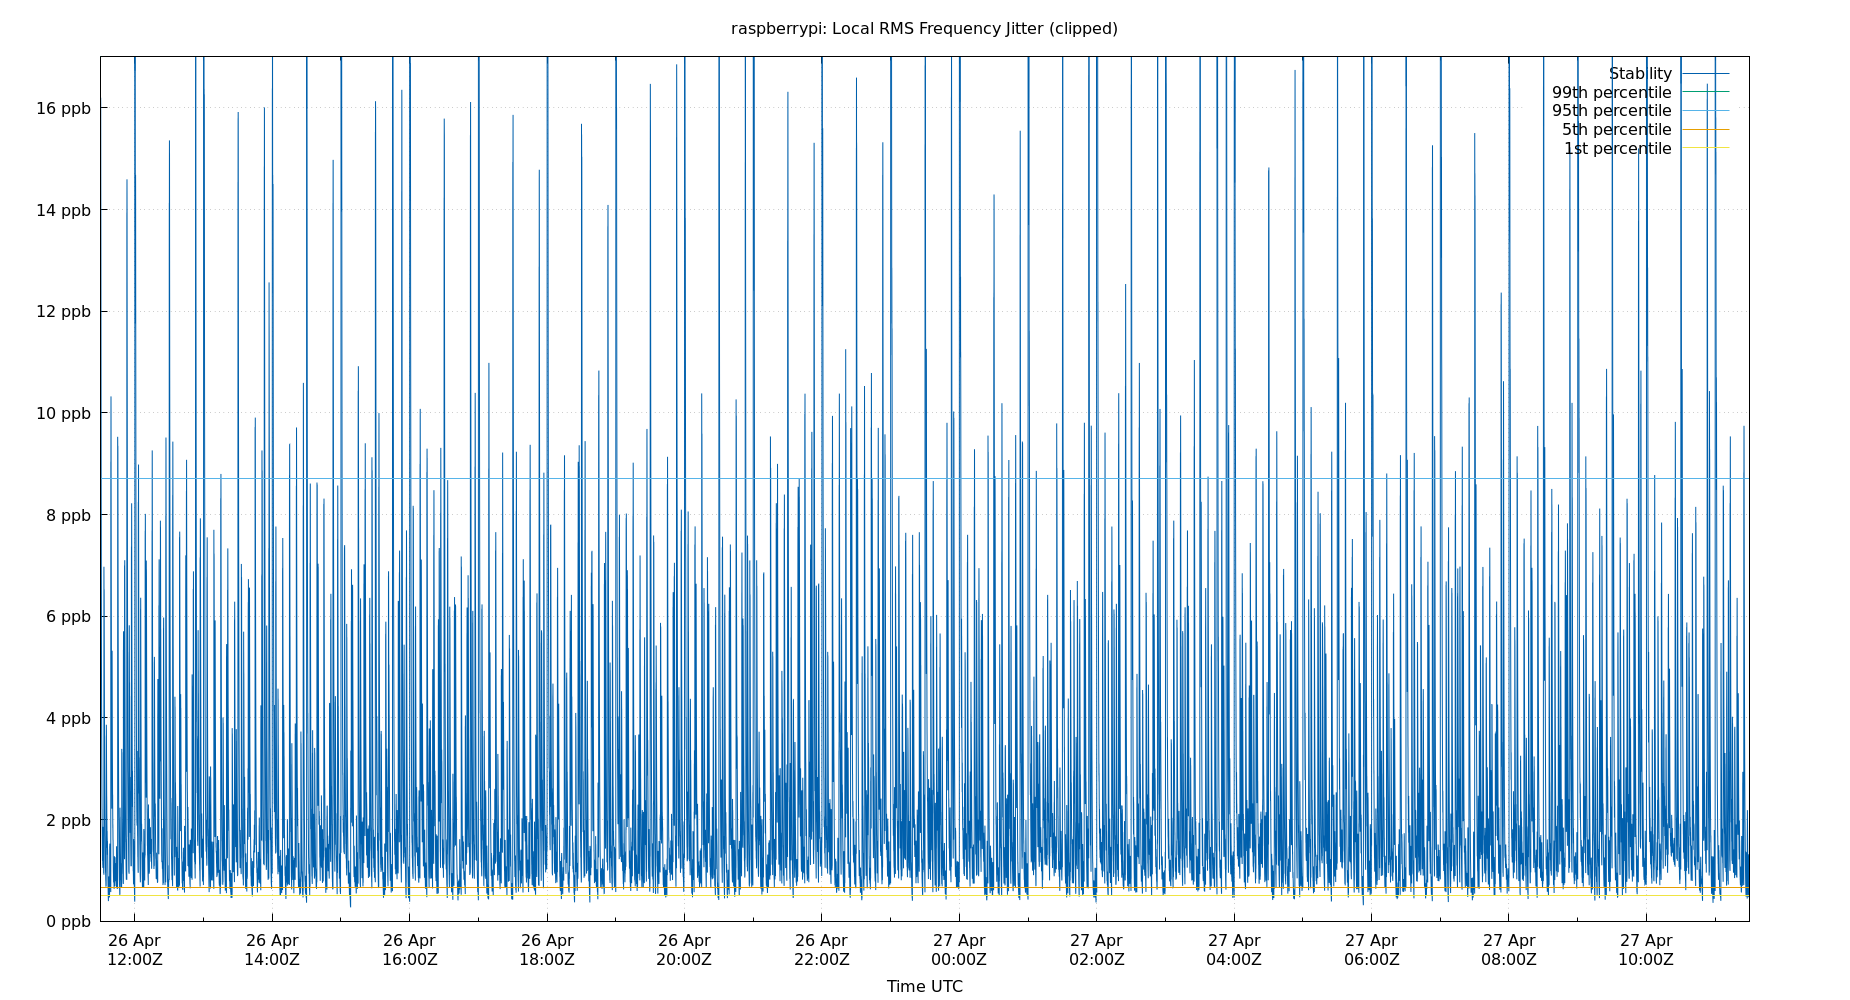 raspberrypi: Local RMS Frequency Jitter (clipped)
Stability
99th percentile
95th percentile
5th percentile
1st percentile
16 ppb
14 ppb
12 ppb
10 ppb
8 ppb
6 ppb
4 ppb
2 ppb
0 ppb
26 Apr 26 Apr 26 Apr 26 Apr 26 Apr 26 Apr 27 Apr 27 Apr 27 Apr 27 Apr 27 Apr 27 Apr
12:00Z 14:00Z 16:00Z 18:00Z 20:00Z 22:00Z 00:00Z 02:00Z 04:00Z 06:00Z 08:00Z 10:00Z
Time UTC